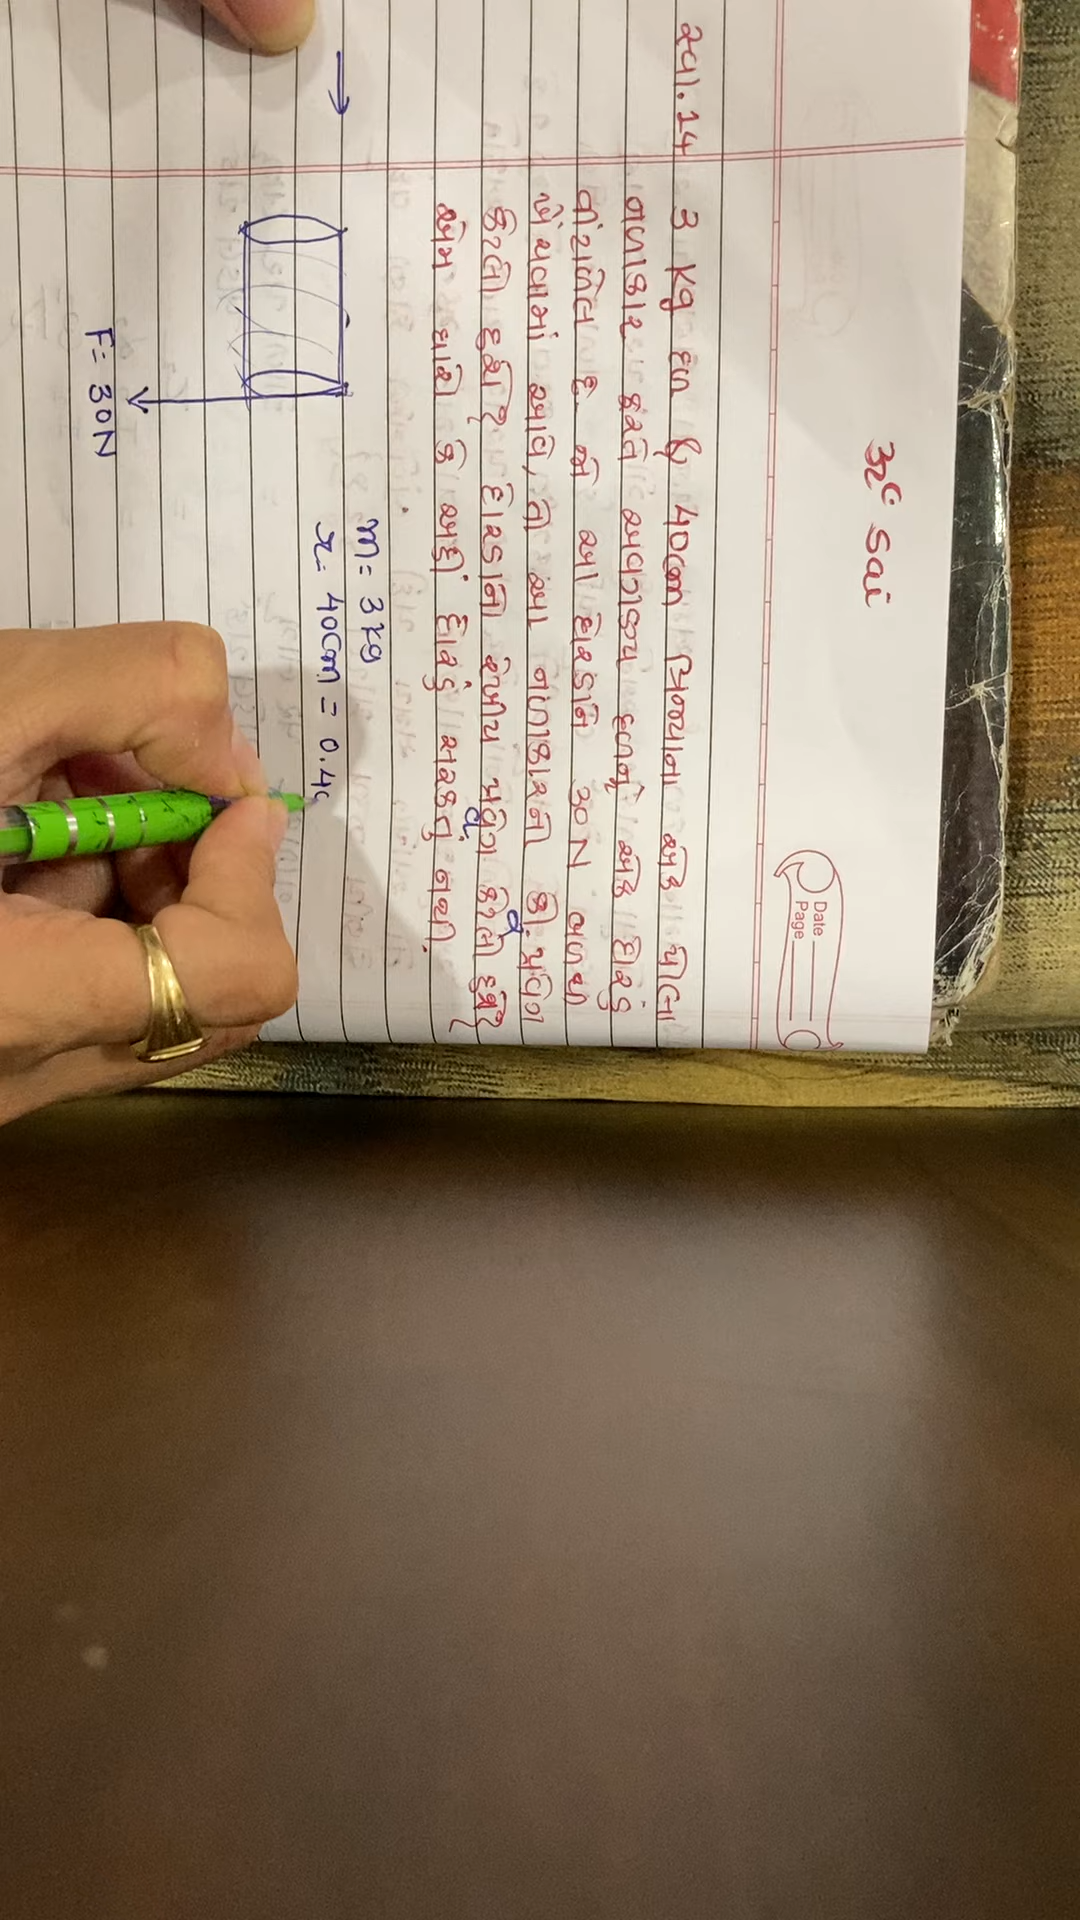 ૐ સાંઈ
Date
Page
સ્વા. 14 3 kg દળ & 40cm ત્રિજ્યાના એક પોલા
નળાકાર ફરતે અવગણ્ય દળનું એક દોરડું
વીંટાળેલ છે. જો આ દોરડાને 30 N બળથી
ખેંચવામાં આવે, તો આ નળાકારનો કો. પ્રવેગ
કેટલો હશે? દોરડાનો રેખીય પ્રવેગ કેટલો હશે?
એમ ધારો કે અહીં દોરડું સરકતું નથી.
→
m = 3 kg
r = 40cm = 0.40
F = 30N